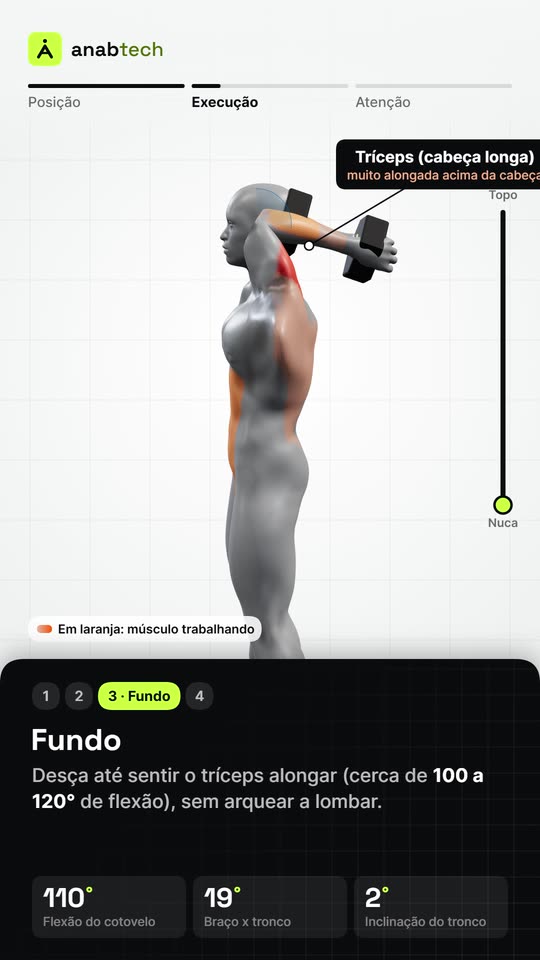 anabtech
Posição
Execução
Atenção
Tríceps (cabeça longa)
muito alongada acima da cabeça
Topo
Nuca
Em laranja: músculo trabalhando
1
2
3 · Fundo
4
Fundo
Desça até sentir o tríceps alongar (cerca de 100 a
120° de flexão), sem arquear a lombar.
110°
Flexão do cotovelo
19°
Braço x tronco
2°
Inclinação do tronco